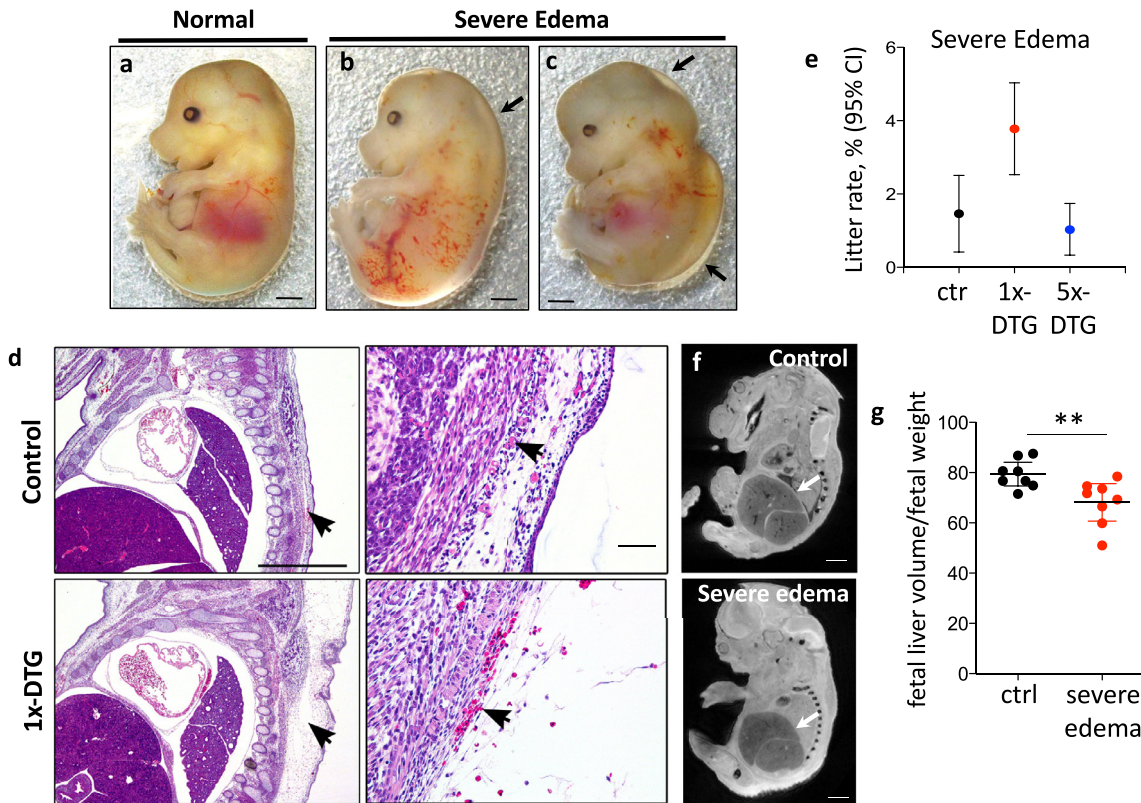 Normal
Severe Edema
a
b
c
e
Severe Edema
Litter rate, % (95% CI)
6
4
2
0
ctr
1x-
DTG
5x-
DTG
d
Control
1x-DTG
f
Control
Severe edema
g
fetal liver volume/fetal weight
100
80
60
40
20
0
**
ctrl
severe
edema